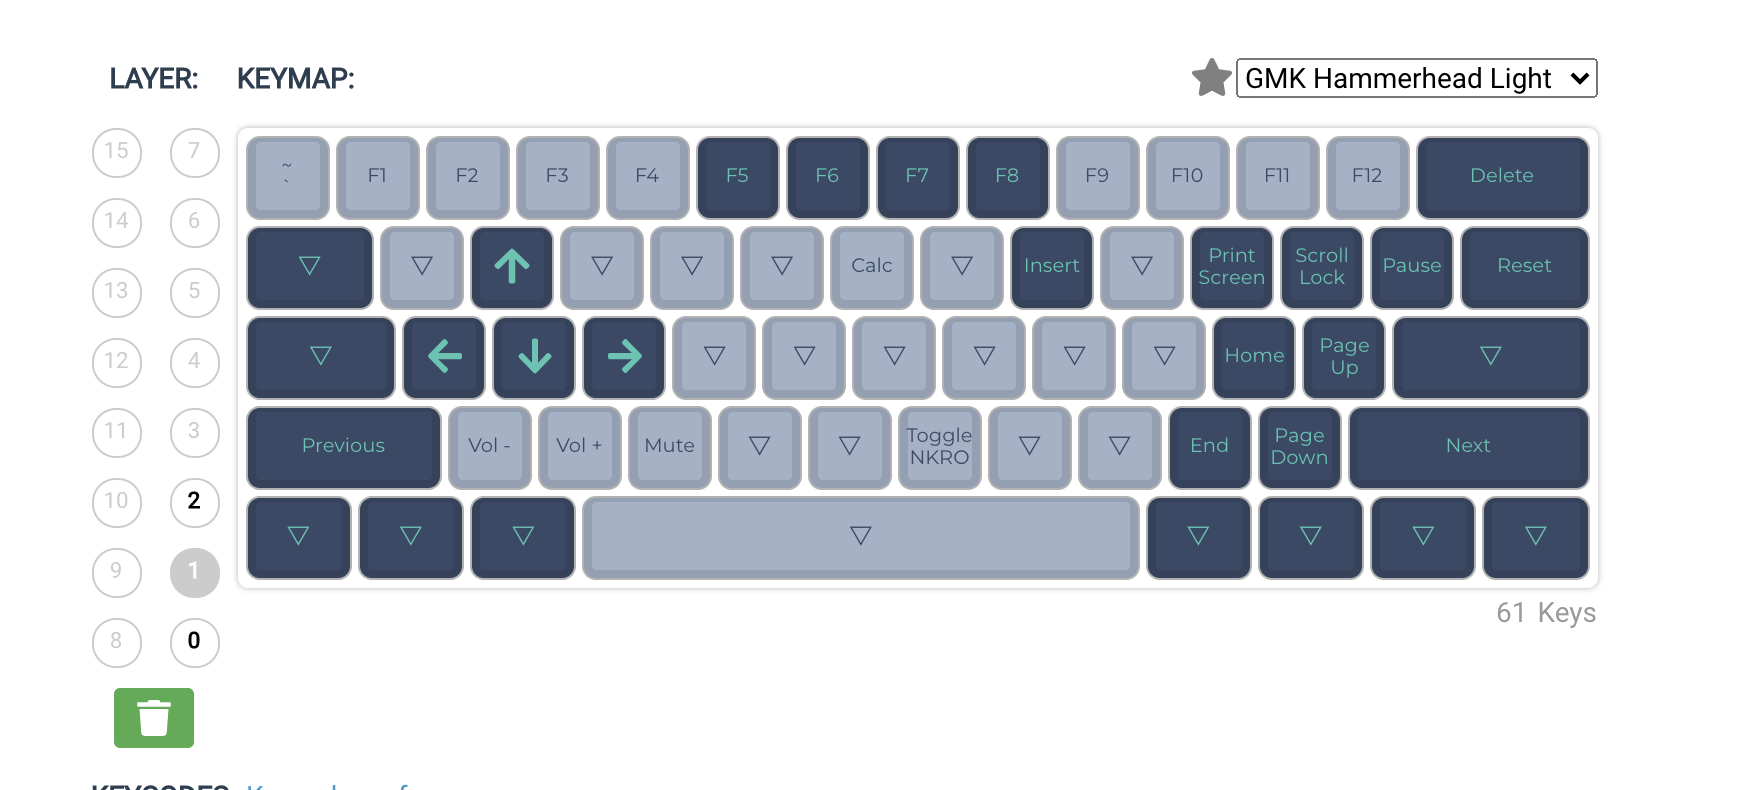 LAYER: KEYMAP: GMK Hammerhead Light
15 7
~
` F1 F2 F3 F4 F5 F6 F7 F8 F9 F10 F11 F12 Delete
14 6
▽ ▽ ↑ ▽ ▽ ▽ Calc ▽ Insert ▽ Print Screen Scroll Lock Pause Reset
13 5
12 4
▽ ← ↓ → ▽ ▽ ▽ ▽ ▽ ▽ Home Page Up ▽
11 3
Previous Vol - Vol + Mute ▽ ▽ Toggle NKRO ▽ ▽ End Page Down Next
10 2
▽ ▽ ▽ ▽ ▽ ▽ ▽ ▽
9 1
61 Keys
8 0